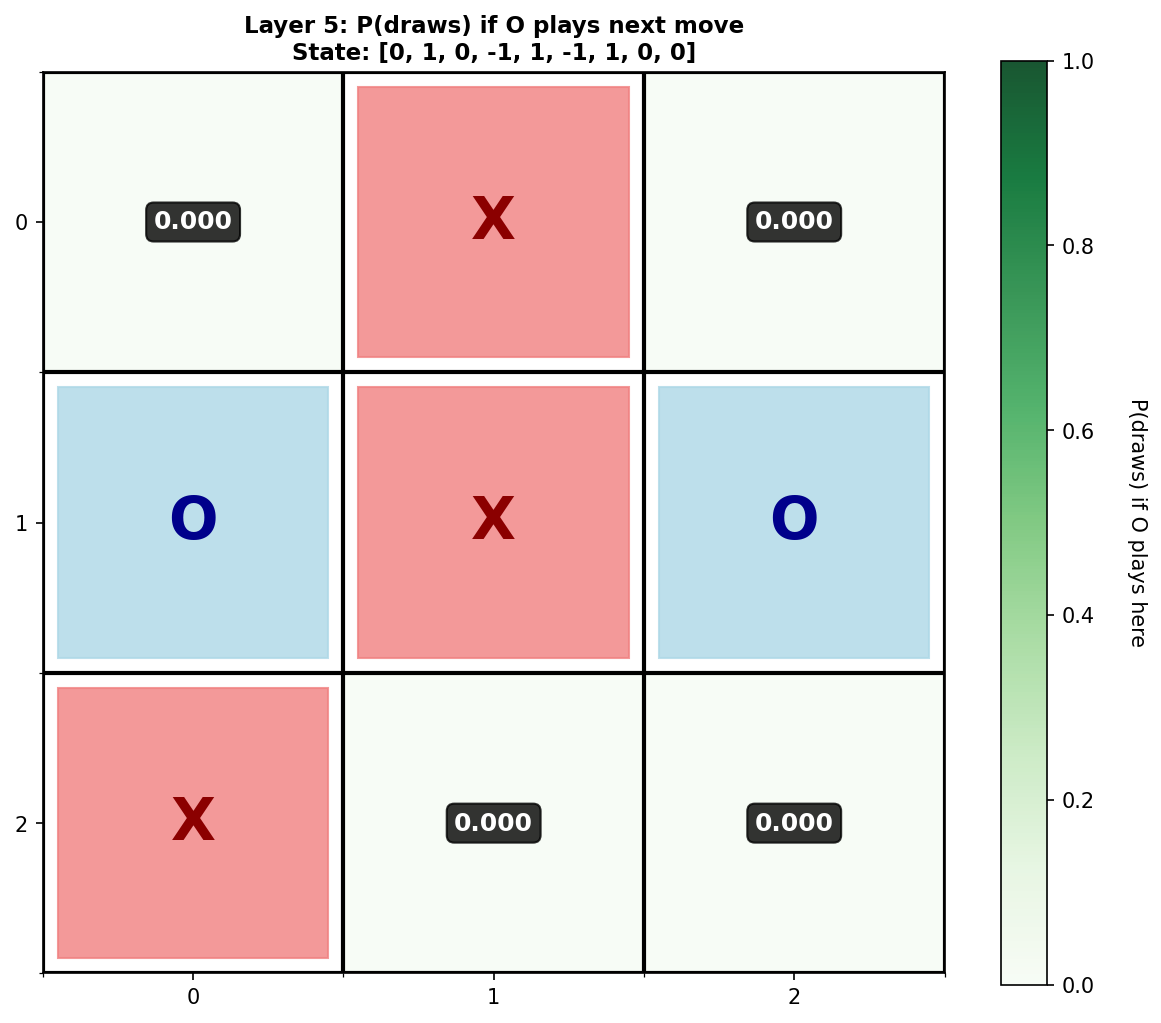 Layer 5: P(draws) if O plays next move
State: [0, 1, 0, -1, 1, -1, 1, 0, 0]
0.000 X 0.000
O X O
X 0.000 0.000
0
1
2
0 1 2
1.0
0.8
0.6
0.4
0.2
0.0
P(draws) if O plays here